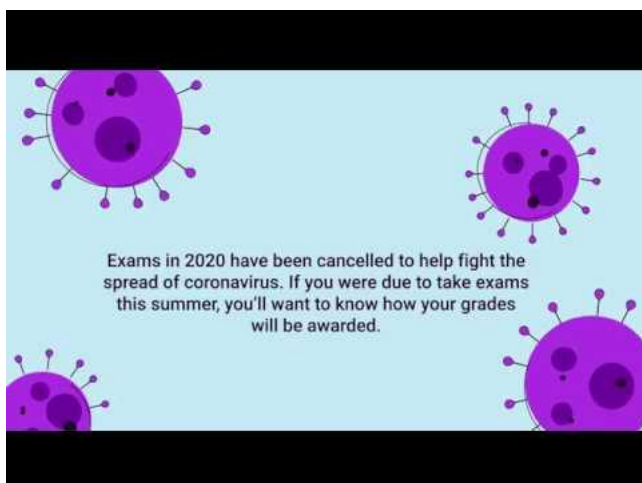 Exams in 2020 have been cancelled to help fight the
spread of coronavirus. If you were due to take exams
this summer, you'll want to know how your grades
will be awarded.